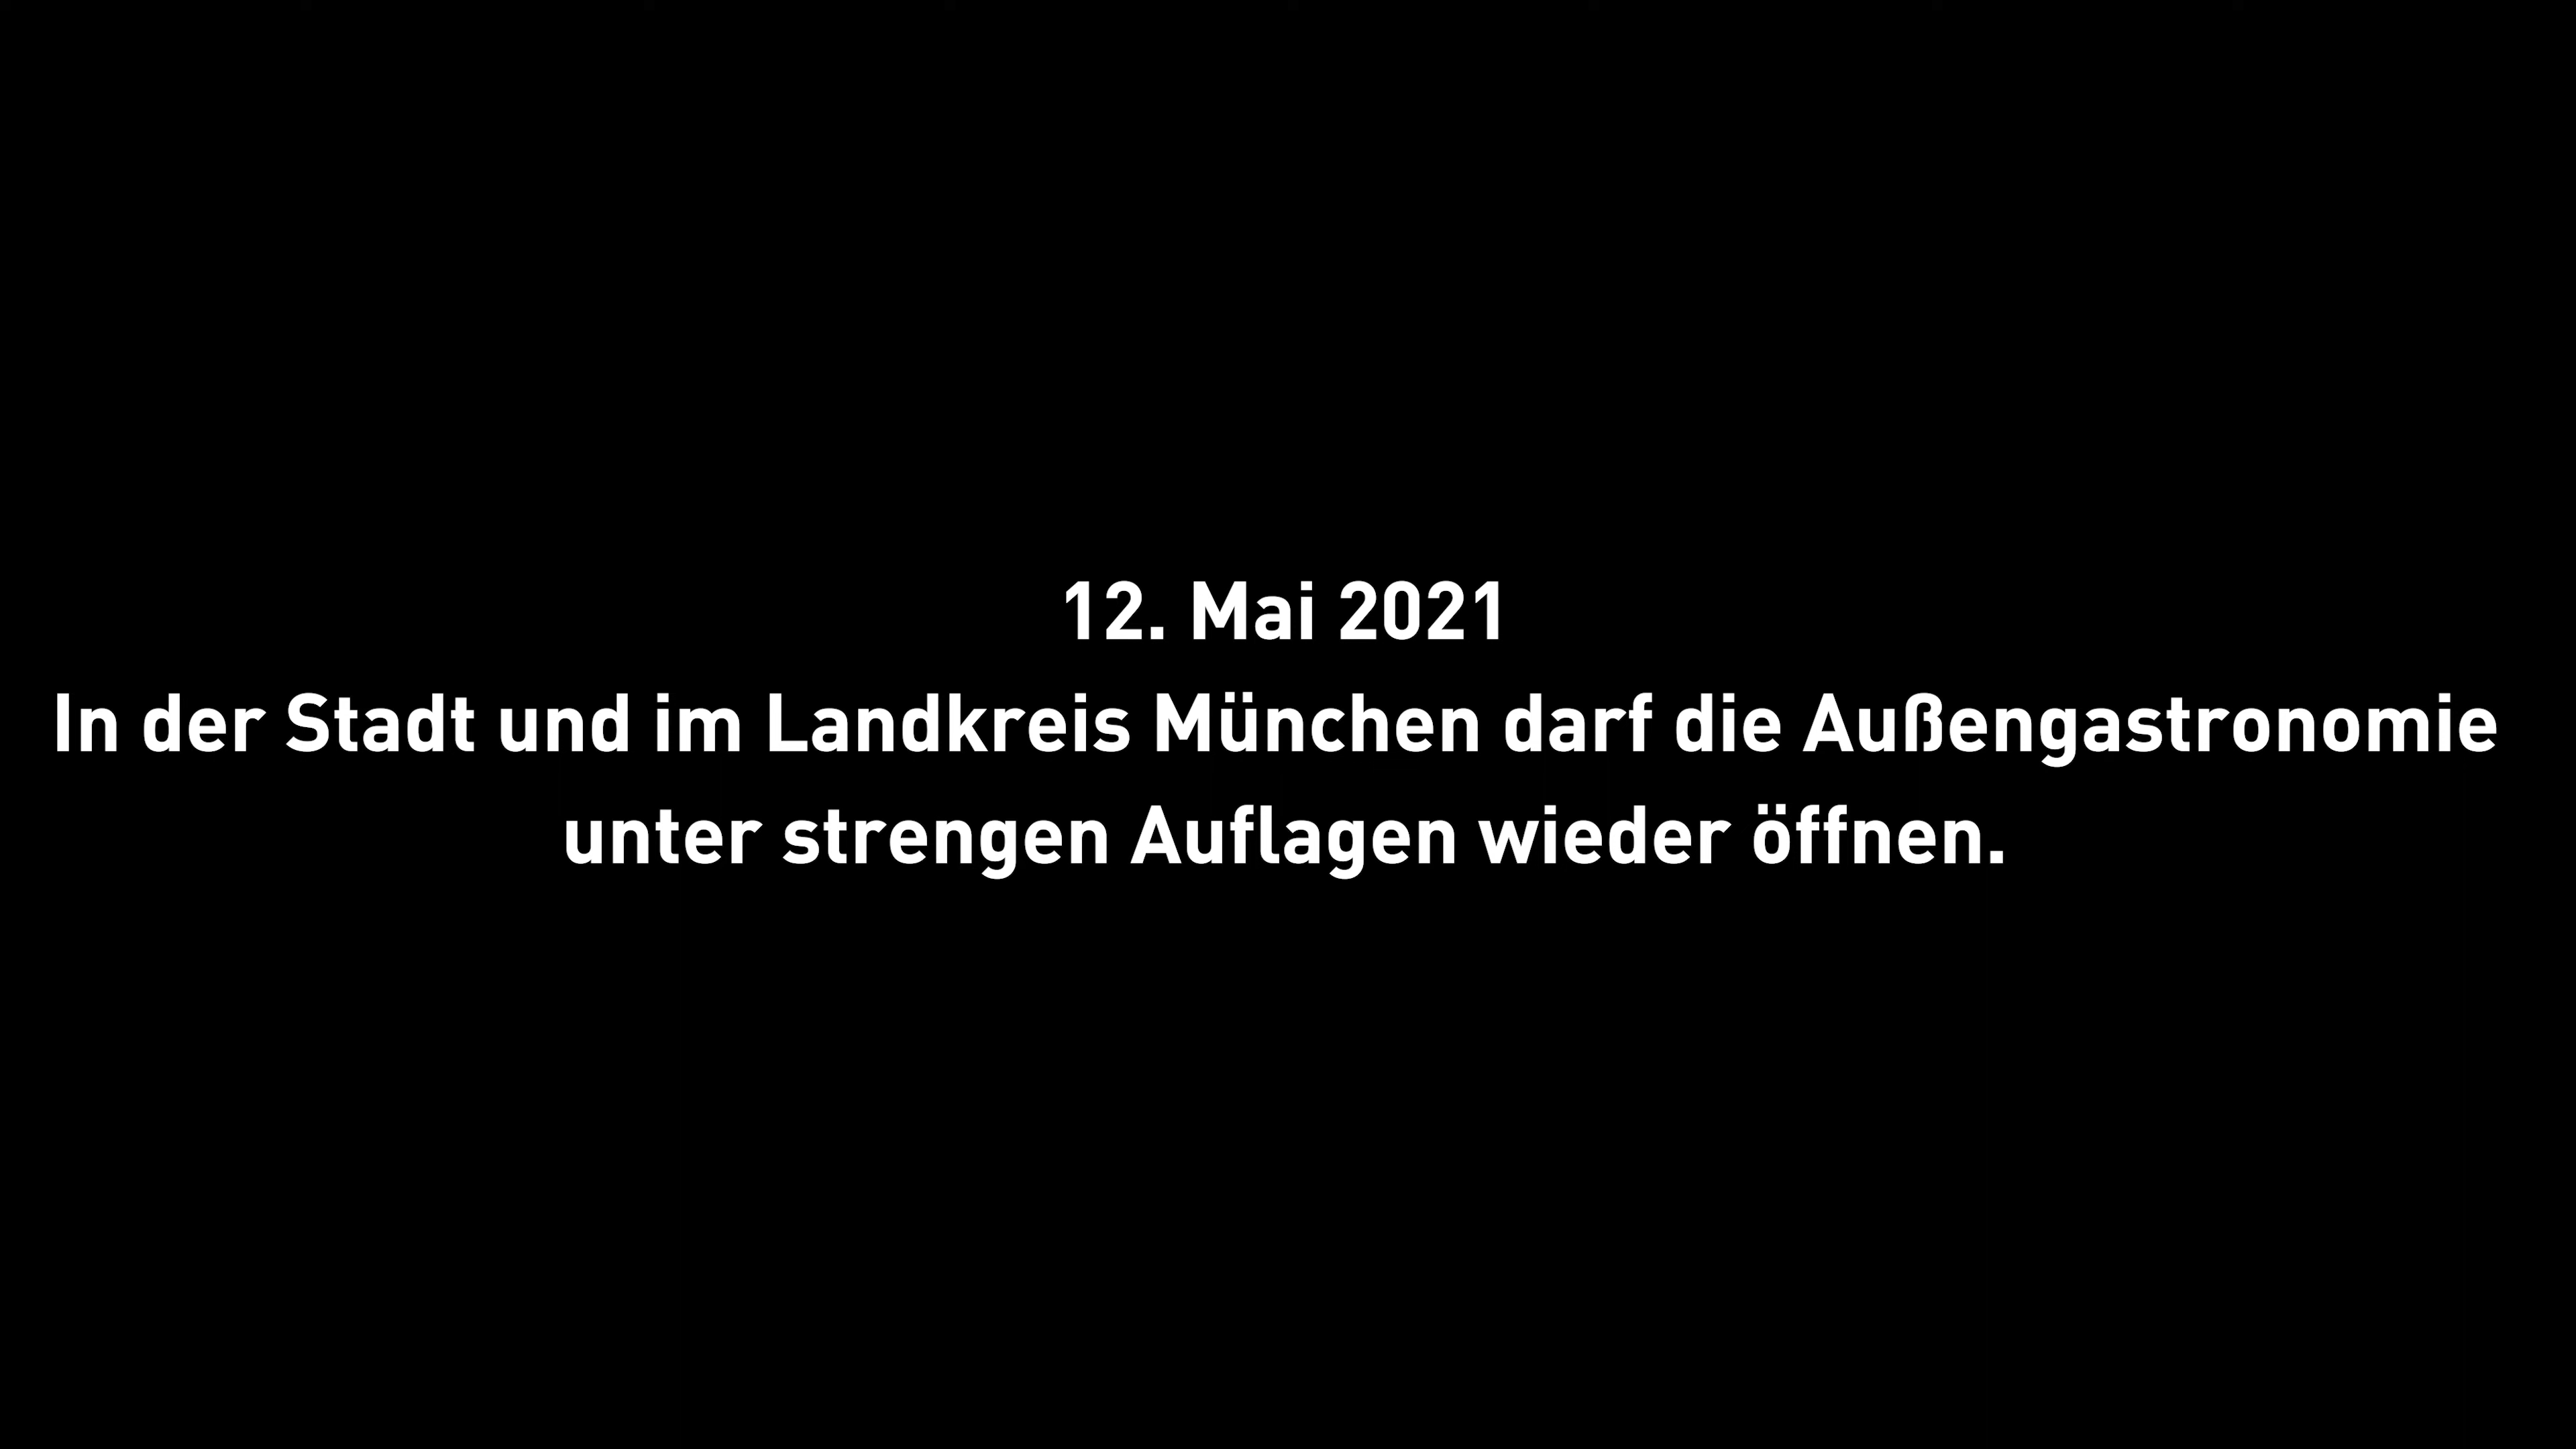 12. Mai 2021
In der Stadt und im Landkreis München darf die Außengastronomie
unter strengen Auflagen wieder öffnen.